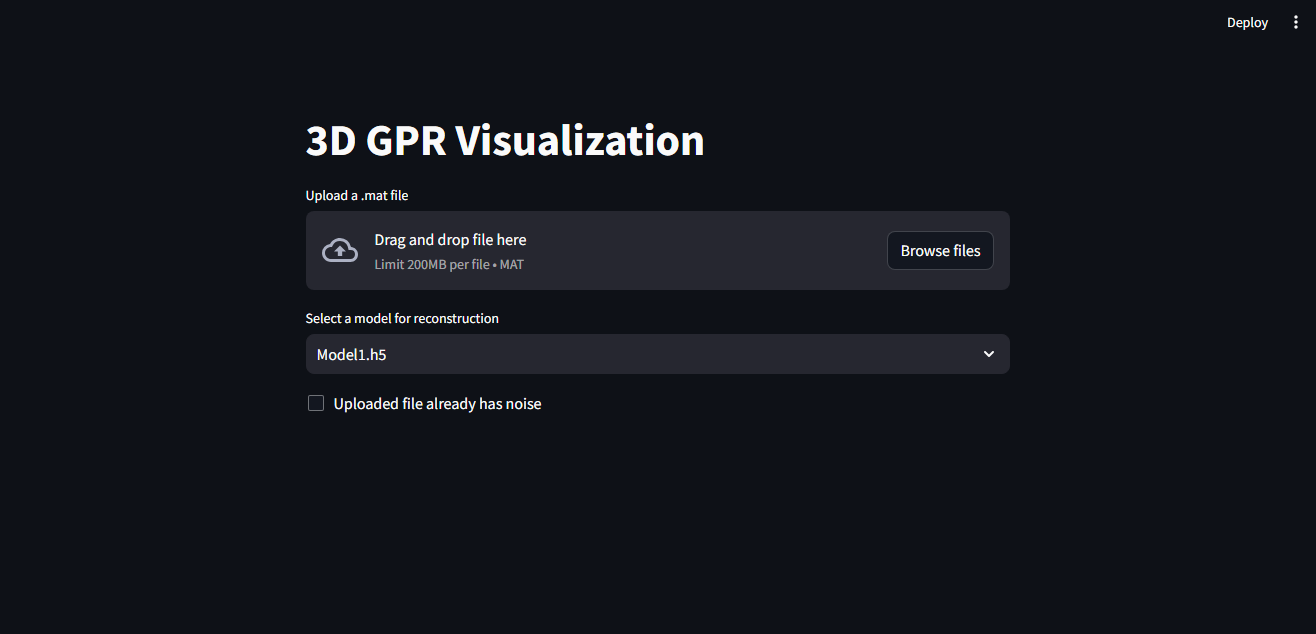 Deploy
3D GPR Visualization
Upload a .mat file
Drag and drop file here
Limit 200MB per file • MAT
Browse files
Select a model for reconstruction
Model1.h5
Uploaded file already has noise